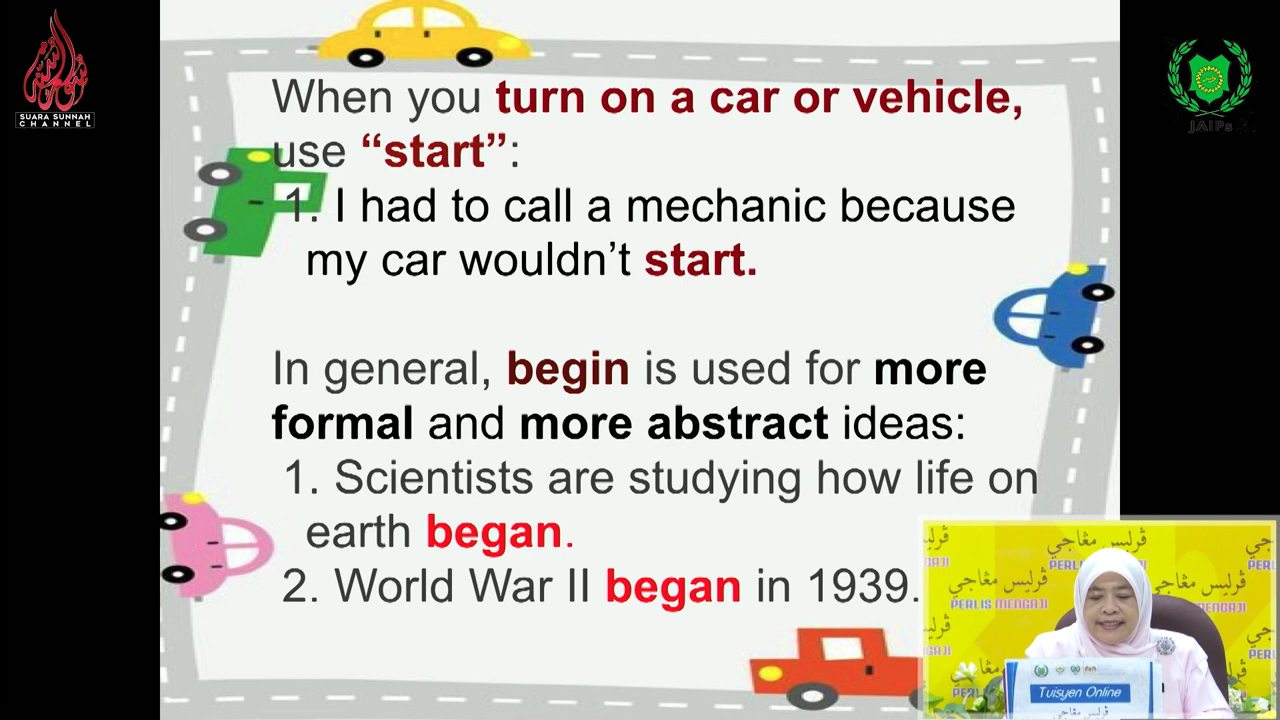 SUARA SUNNAH
CHANNEL
JAIPs
When you turn on a car or vehicle,
use “start”:
1. I had to call a mechanic because
my car wouldn’t start.
In general, begin is used for more
formal and more abstract ideas:
1. Scientists are studying how life on
earth began.
2. World War II began in 1939.
ڤرليس مڠاجي
PERLIS MENGAJI
Tuisyen Online